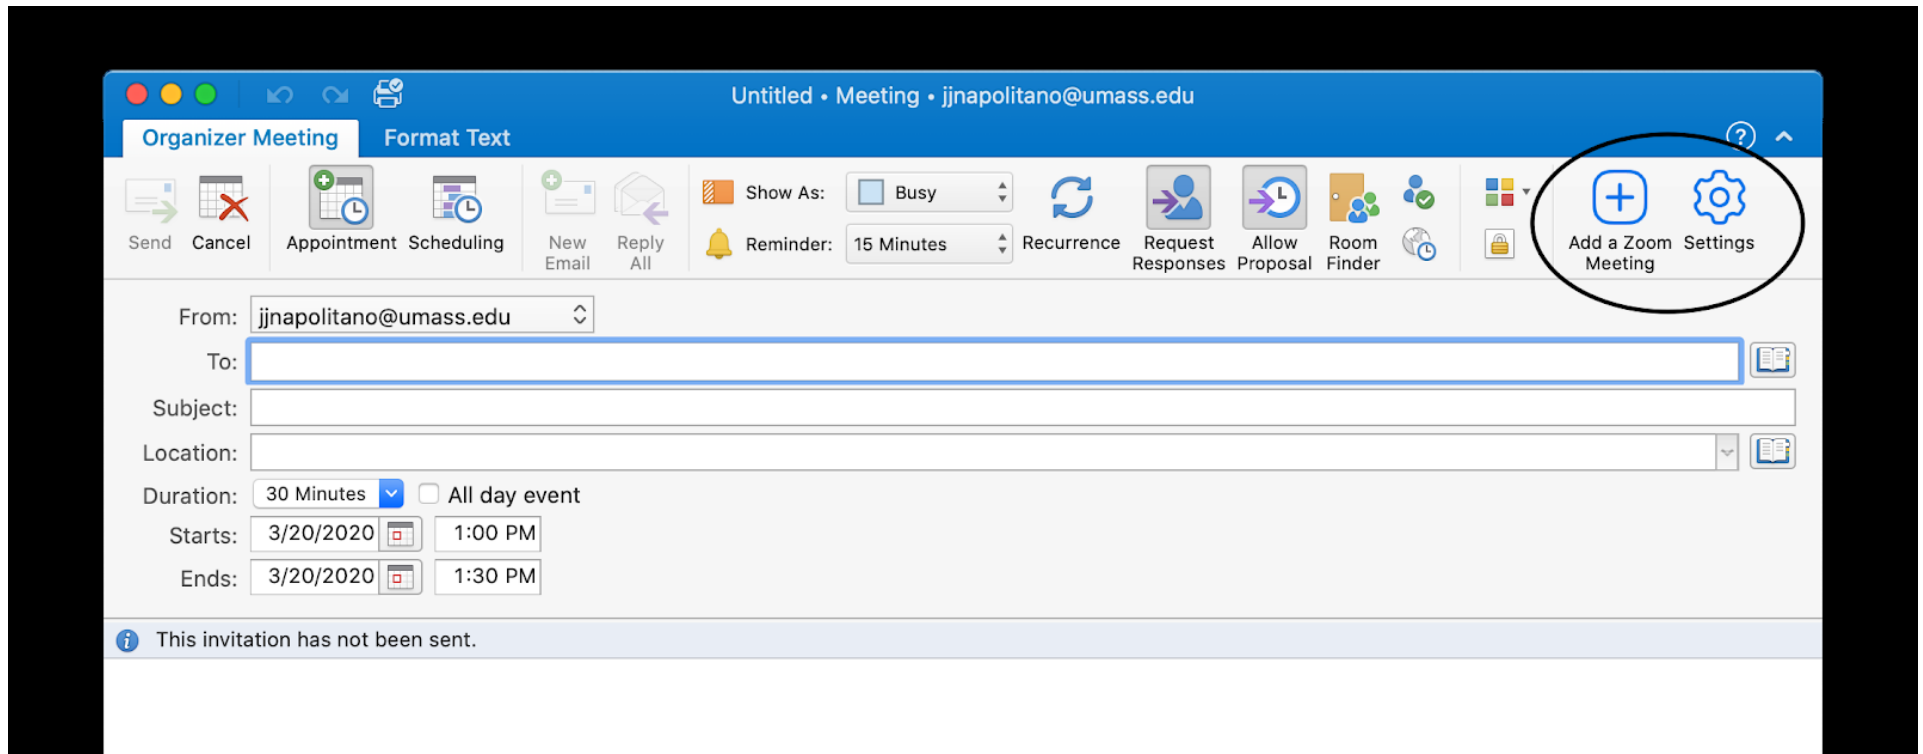 Untitled • Meeting • jjnapolitano@umass.edu
Organizer Meeting Format Text
?
Send Cancel Appointment Scheduling New Email Reply All
Show As: Busy
Reminder: 15 Minutes
Recurrence Request Responses Allow Proposal Room Finder
Add a Zoom Meeting Settings
From: jjnapolitano@umass.edu
To:
Subject:
Location:
Duration: 30 Minutes All day event
Starts: 3/20/2020 1:00 PM
Ends: 3/20/2020 1:30 PM
This invitation has not been sent.